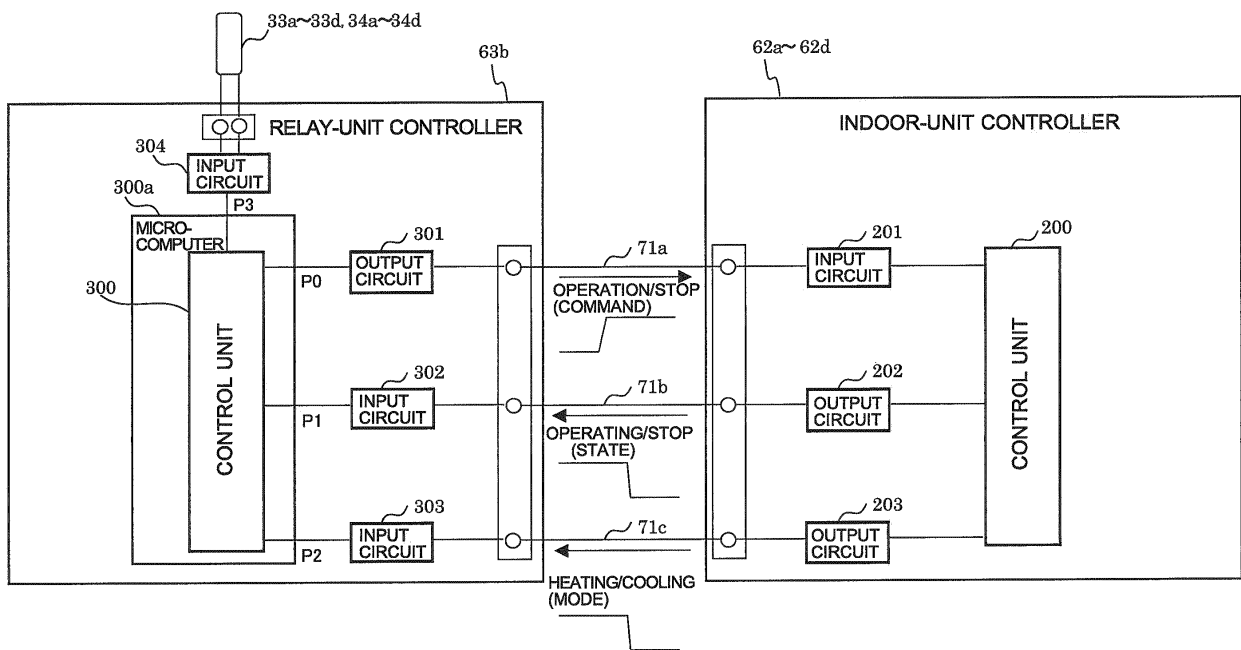 33a~33d, 34a~34d
63b
62a~62d
RELAY-UNIT CONTROLLER
INDOOR-UNIT CONTROLLER
304
INPUT
CIRCUIT
300a
P3
MICRO-
COMPUTER
300
CONTROL UNIT
P0
301
OUTPUT
CIRCUIT
71a
OPERATION/STOP
(COMMAND)
201
INPUT
CIRCUIT
200
CONTROL UNIT
P1
302
INPUT
CIRCUIT
71b
OPERATING/STOP
(STATE)
202
OUTPUT
CIRCUIT
P2
303
INPUT
CIRCUIT
71c
HEATING/COOLING
(MODE)
203
OUTPUT
CIRCUIT